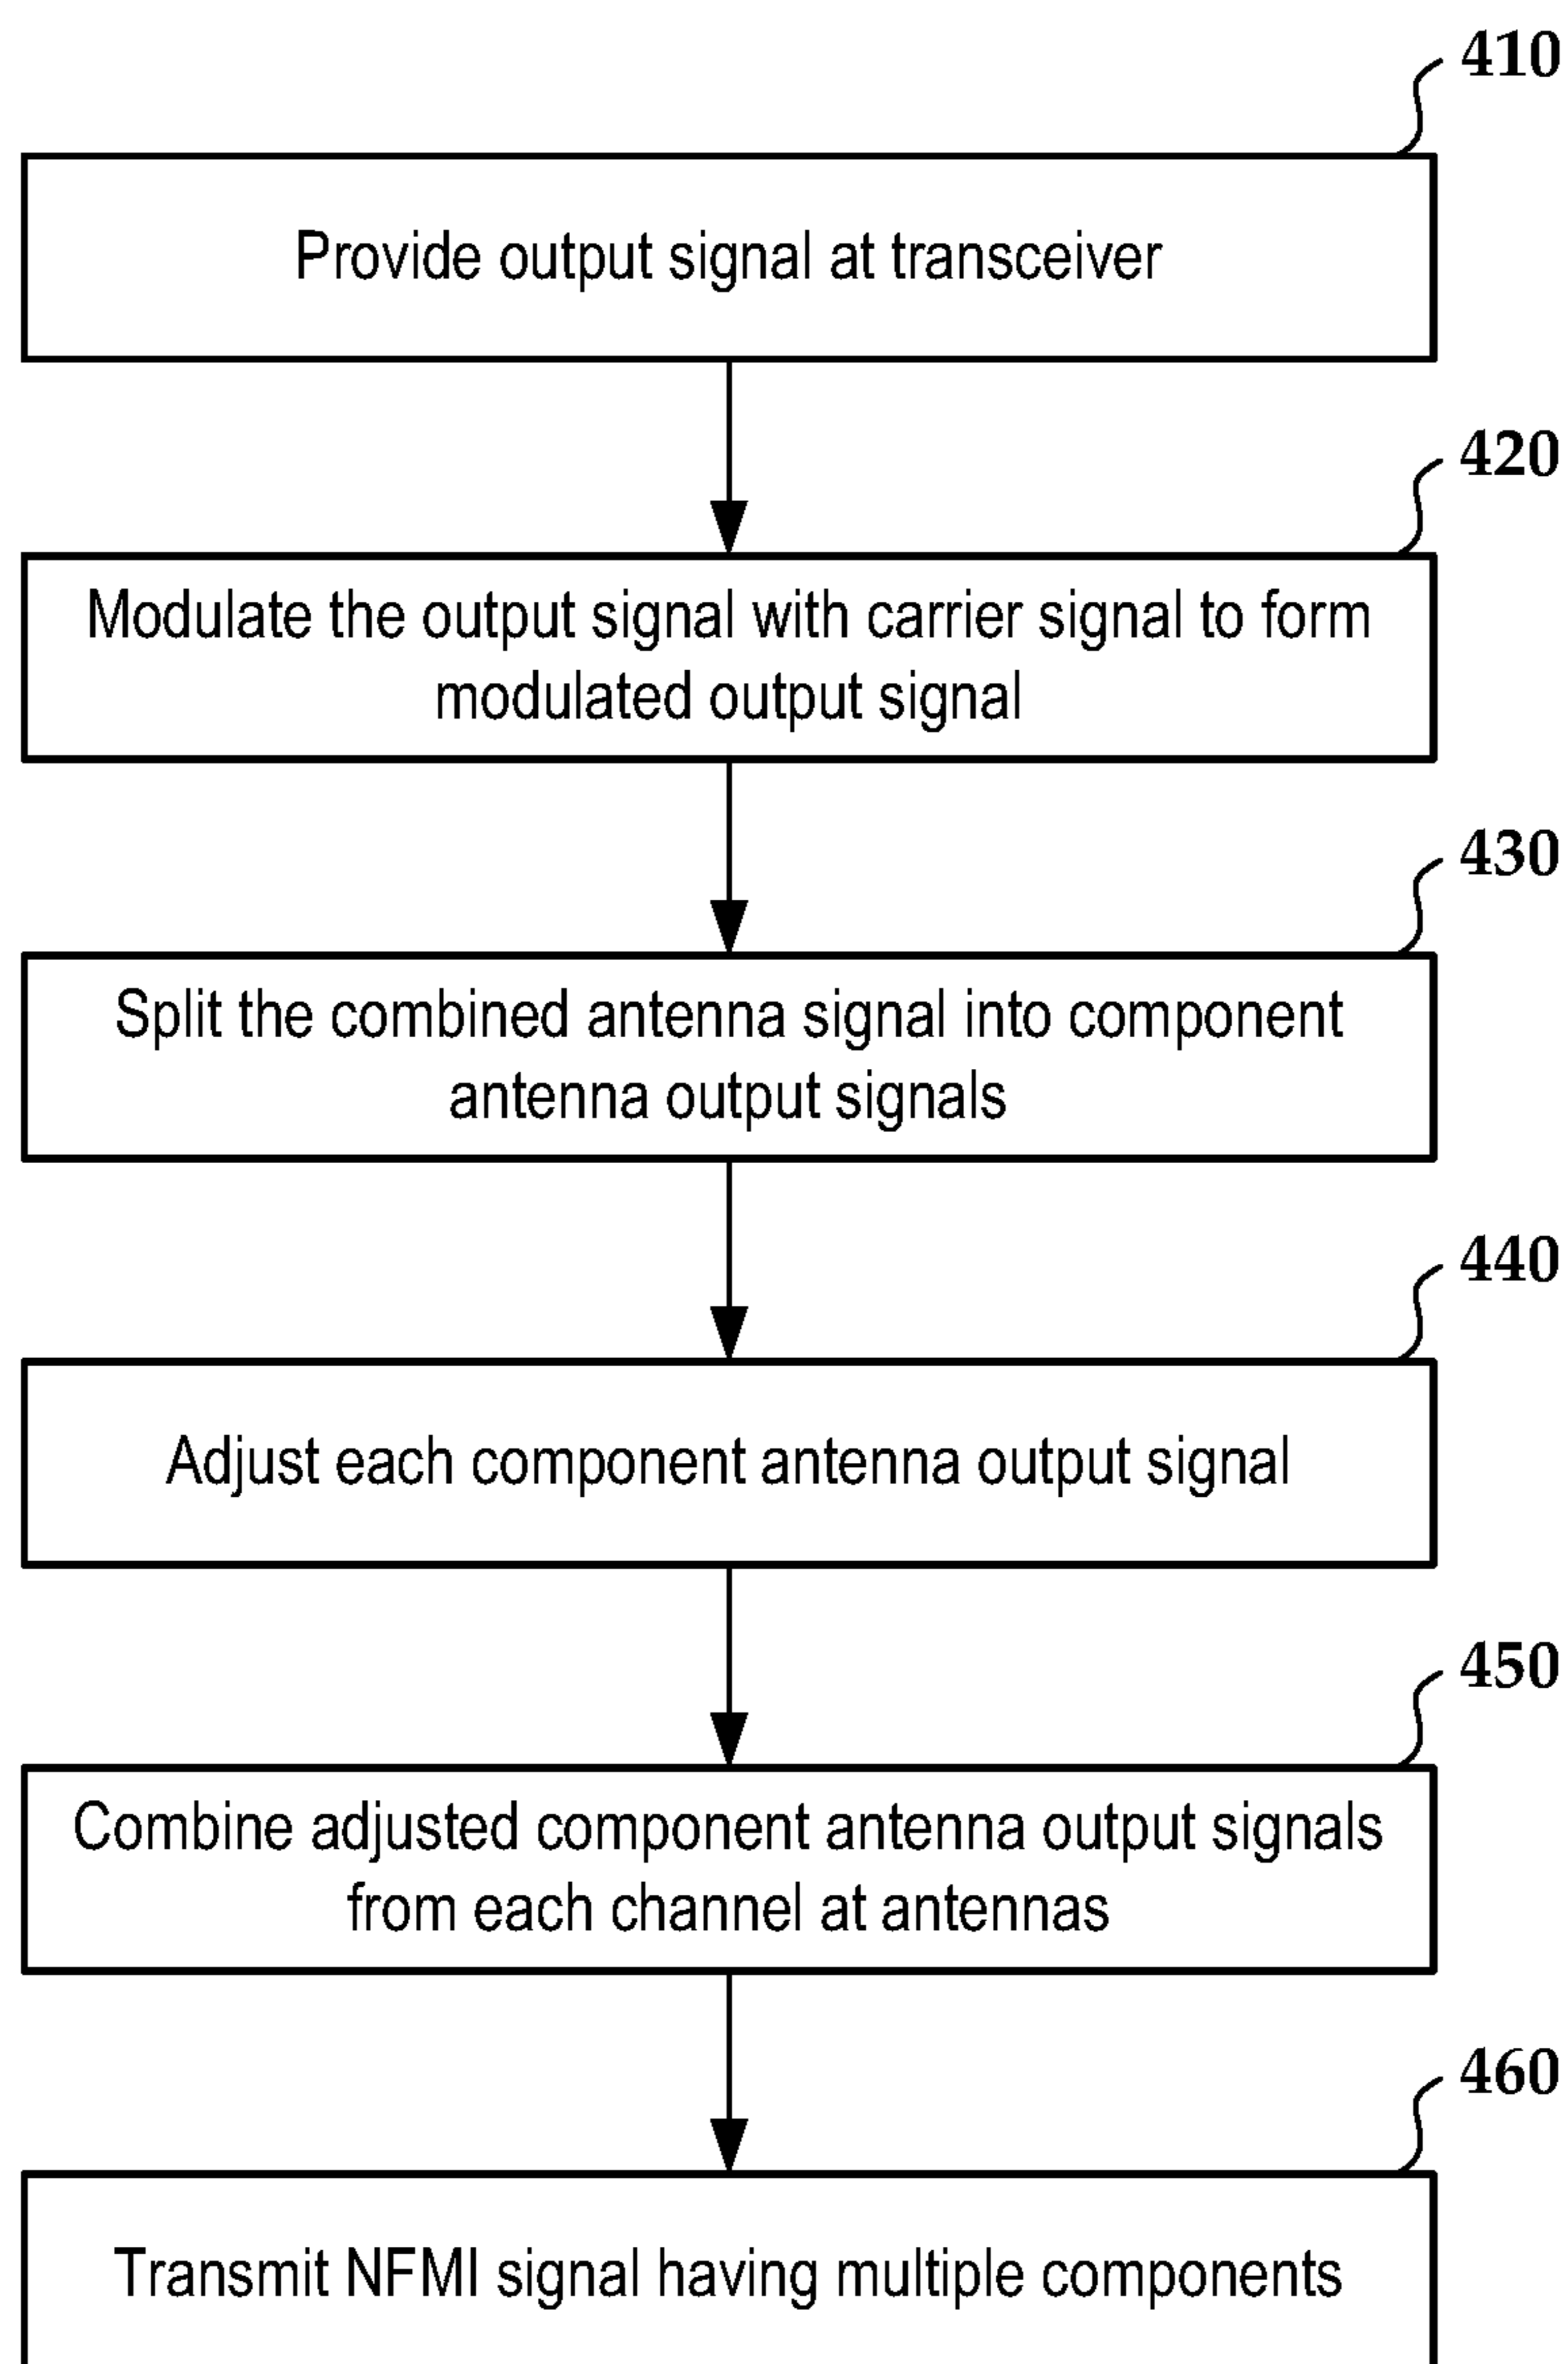 410
Provide output signal at transceiver
420
Modulate the output signal with carrier signal to form
modulated output signal
430
Split the combined antenna signal into component
antenna output signals
440
Adjust each component antenna output signal
450
Combine adjusted component antenna output signals
from each channel at antennas
460
Transmit NFMI signal having multiple components